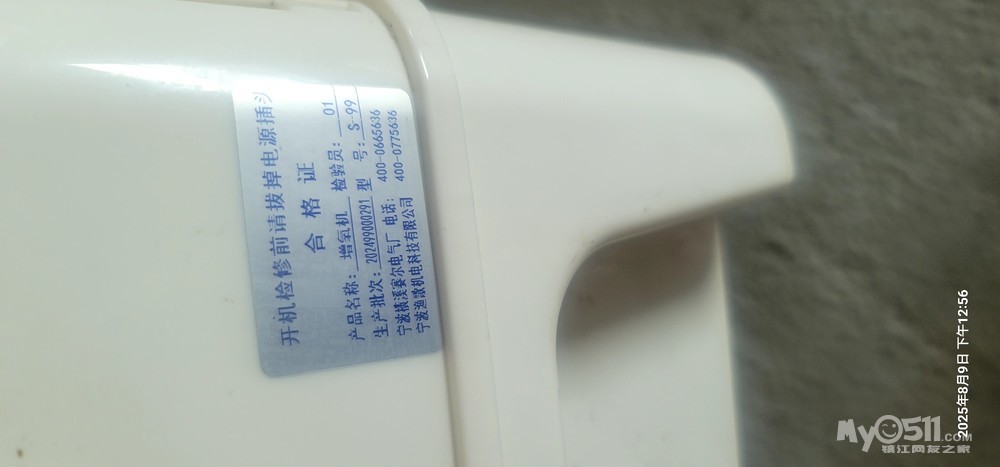 开机检修前请拔掉电源插头
合格证
产品名称：增氧机 检验员：01
生产批次：202499000291 型号：S-99
宁波横溪赛尔电气厂 电话：400-0665636
宁波渔歌机电科技有限公司 400-0775636
2025年8月9日 下午12:56
My0511.com
镇江网友之家